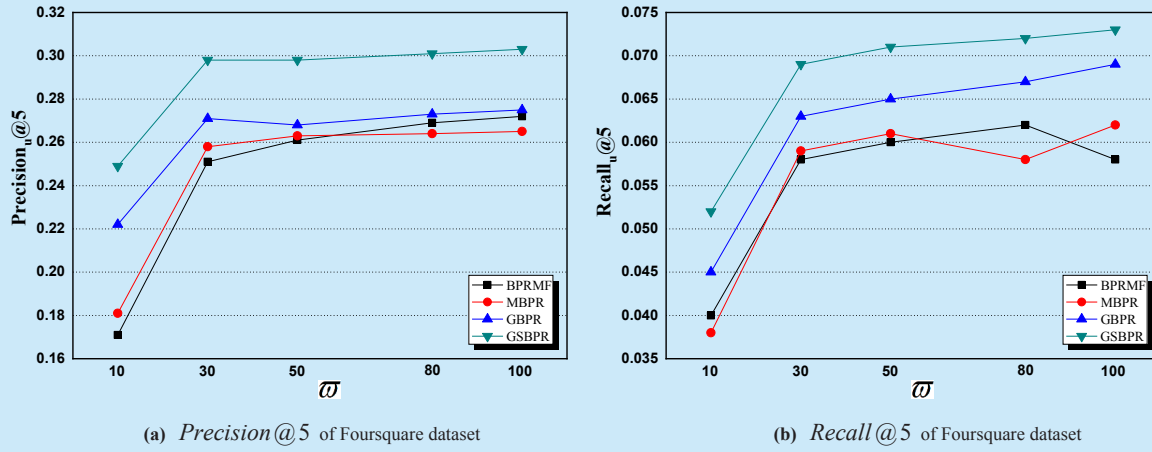 0.32
0.30
0.28
0.26
0.24
0.22
0.20
0.18
0.16
Precisionu@5
10 30 50 80 100
ϖ
BPRMF
MBPR
GBPR
GSBPR
(a) Precision@5 of Foursquare dataset
0.075
0.070
0.065
0.060
0.055
0.050
0.045
0.040
0.035
Recallu@5
10 30 50 80 100
ϖ
BPRMF
MBPR
GBPR
GSBPR
(b) Recall@5 of Foursquare dataset